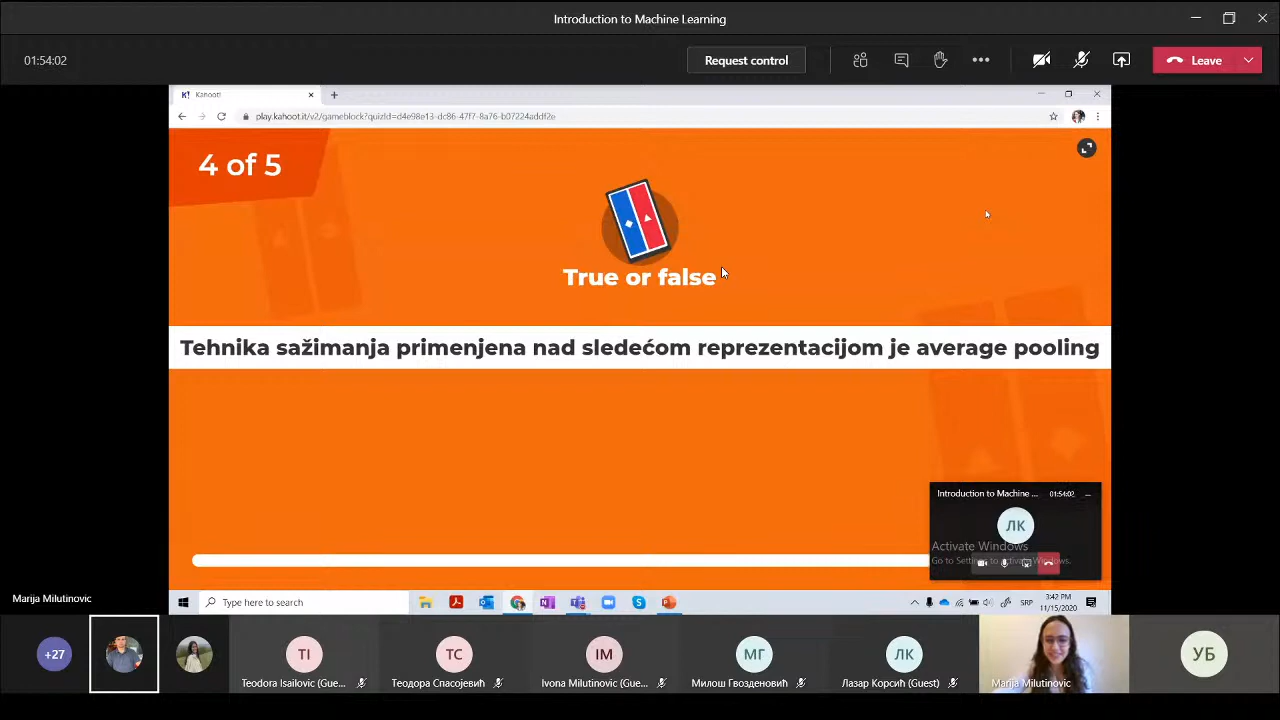 Introduction to Machine Learning
01:54:02
Request control
Leave
Kahoot!
play.kahoot.it/v2/gameblock?quizId=d4e98e13-dc86-47f7-8a76-b07224addf2e
4 of 5
True or false
Tehnika sažimanja primenjena nad sledećom reprezentacijom je average pooling
Introduction to Machine ...
01:54:02
ЛК
Activate Windows
Go to Settings to activate Windows.
Marija Milutinovic
Type here to search
SRP
3:42 PM
11/15/2020
+27
TI
TC
IM
МГ
ЛК
УБ
Teodora Isailovic (Gue...
Теодора Спасојевић
Ivona Milutinovic (Gue...
Милош Гвозденовић
Лазар Корсић (Guest)
Marija Milutinovic